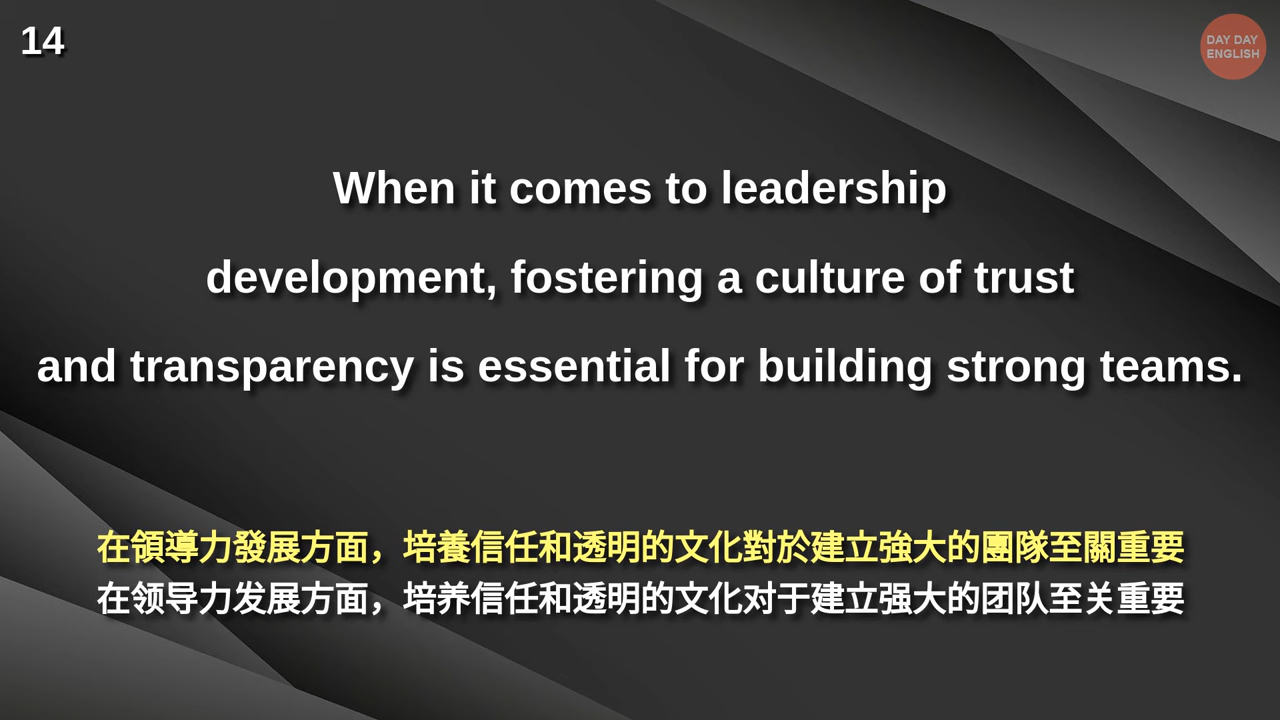 14
DAY DAY
ENGLISH
When it comes to leadership
development, fostering a culture of trust
and transparency is essential for building strong teams.
在領導力發展方面，培養信任和透明的文化對於建立強大的團隊至關重要
在领导力发展方面，培养信任和透明的文化对于建立强大的团队至关重要